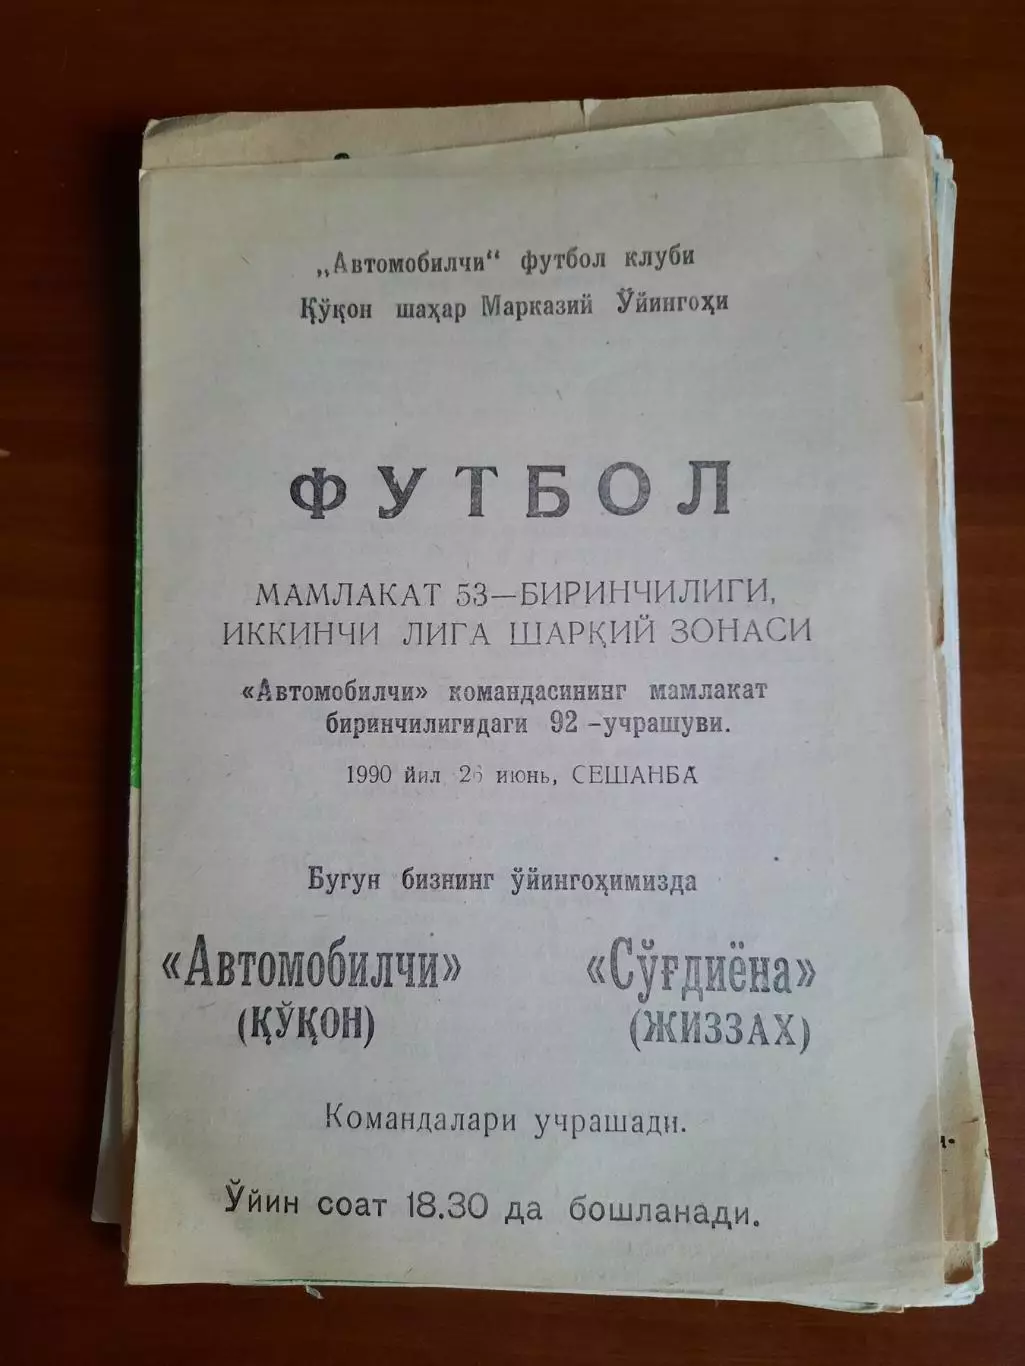 „Автомобилчи“ футбол клуби
Қўқон шаҳар Марказий Ўйингоҳи
ФУТБОЛ
МАМЛАКАТ 53—БИРИНЧИЛИГИ,
ИККИНЧИ ЛИГА ШАРҚИЙ ЗОНАСИ
«Автомобилчи» командасининг мамлакат
биринчилигидаги 92 -учрашуви.
1990 йил 26 июнь, СЕШАНБА
Бугун бизнинг ўйингоҳимизда
«Автомобилчи» «Сўғдиёна»
(ҚЎҚОН) (ЖИЗЗАХ)
Командалари учрашади.
Ўйин соат 18.30 да бошланади.